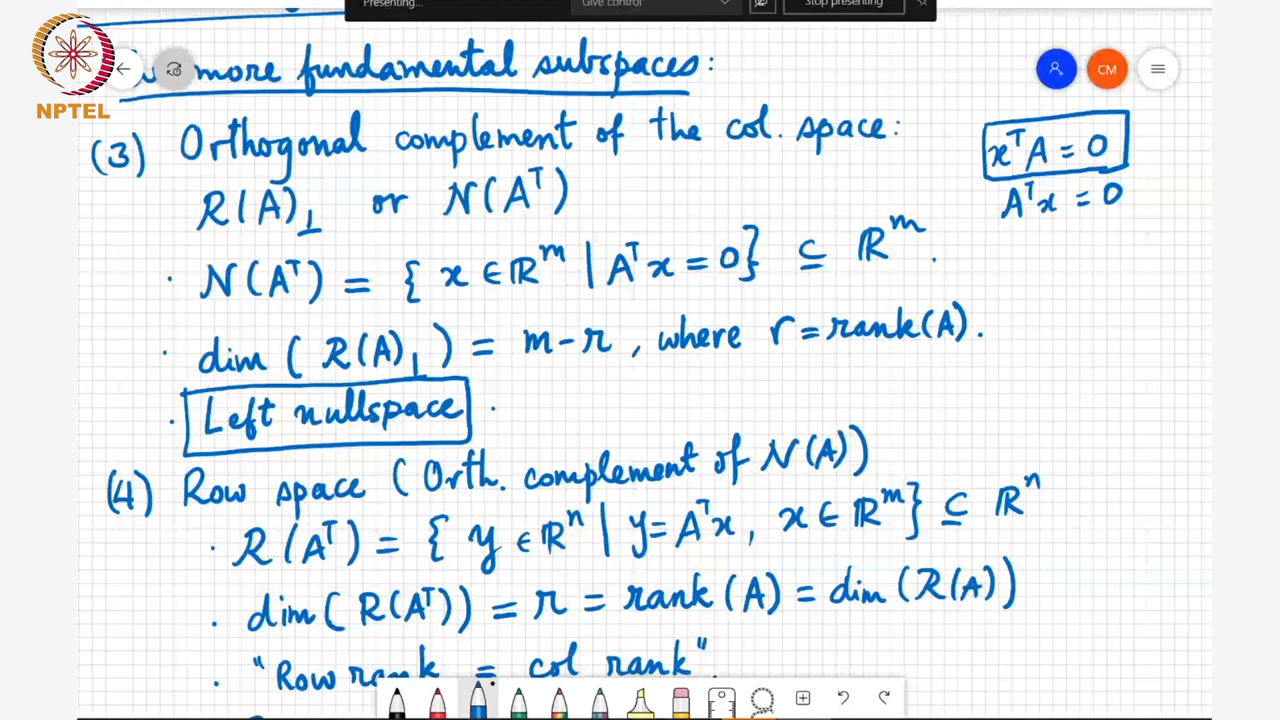 Presenting...
Give control
Stop presenting
more fundamental subspaces:
NPTEL
CM
(3) Orthogonal complement of the col. space:
R(A)⊥ or N(Aᵀ)
xᵀA = 0
Aᵀx = 0
· N(Aᵀ) = { x ∈ ℝᵐ | Aᵀx = 0} ⊆ ℝᵐ.
· dim ( R(A)⊥ ) = m - r, where r = rank(A).
· Left nullspace.
(4) Row space (Orth. complement of N(A))
· R(Aᵀ) = { y ∈ ℝⁿ | y = Aᵀx, x ∈ ℝᵐ} ⊆ ℝⁿ
· dim( R(Aᵀ)) = r = rank (A) = dim (R(A))
· "Row rank = col rank".